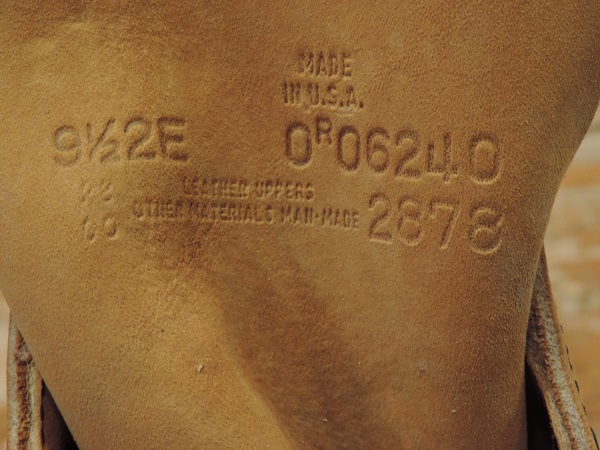 MADE
IN U.S.A.
9½2E
0R06240
LEATHER UPPERS
OTHER MATERIALS MAN-MADE
2878